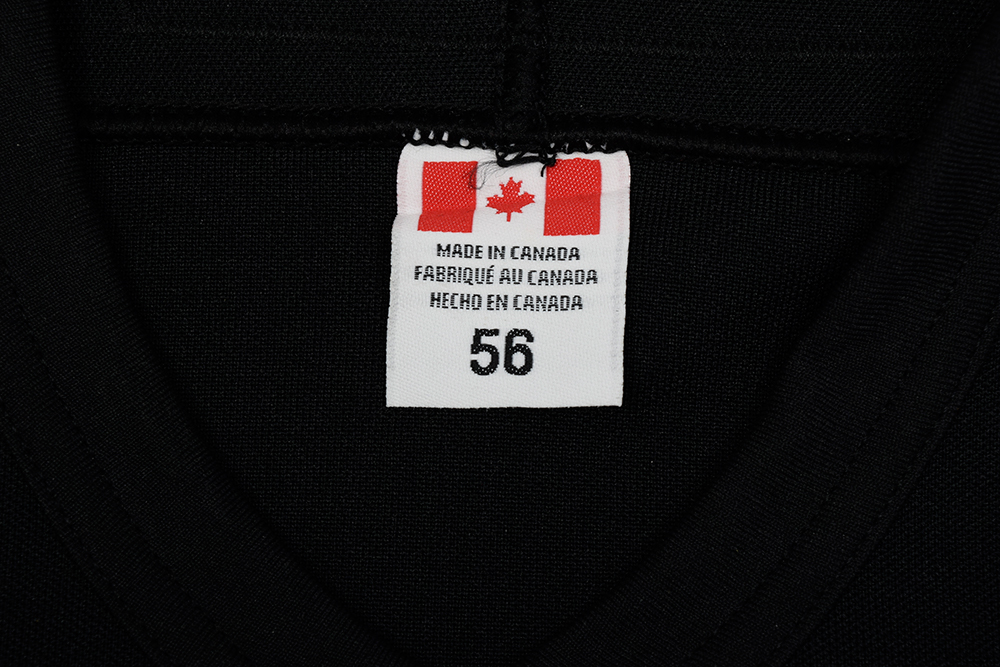 MADE IN CANADA
FABRIQUÉ AU CANADA
HECHO EN CANADA
56